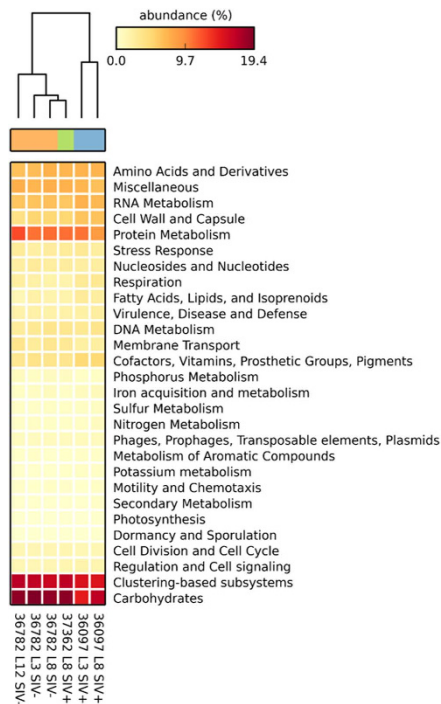 abundance (%)
0.0 9.7 19.4
Amino Acids and Derivatives
Miscellaneous
RNA Metabolism
Cell Wall and Capsule
Protein Metabolism
Stress Response
Nucleosides and Nucleotides
Respiration
Fatty Acids, Lipids, and Isoprenoids
Virulence, Disease and Defense
DNA Metabolism
Membrane Transport
Cofactors, Vitamins, Prosthetic Groups, Pigments
Phosphorus Metabolism
Iron acquisition and metabolism
Sulfur Metabolism
Nitrogen Metabolism
Phages, Prophages, Transposable elements, Plasmids
Metabolism of Aromatic Compounds
Potassium metabolism
Motility and Chemotaxis
Secondary Metabolism
Photosynthesis
Dormancy and Sporulation
Cell Division and Cell Cycle
Regulation and Cell signaling
Clustering-based subsystems
Carbohydrates
36782 L12 SIV-
36782 L3 SIV-
36782 L8 SIV-
37362 L8 SIV+
36097 L3 SIV+
36097 L8 SIV+